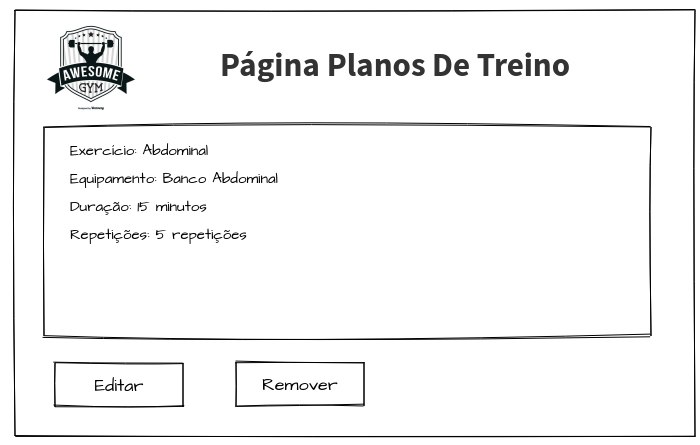 AWESOME
GYM
Página Planos De Treino
Exercício: Abdominal
Equipamento: Banco Abdominal
Duração: 15 minutos
Repetições: 5 repetições
Editar
Remover